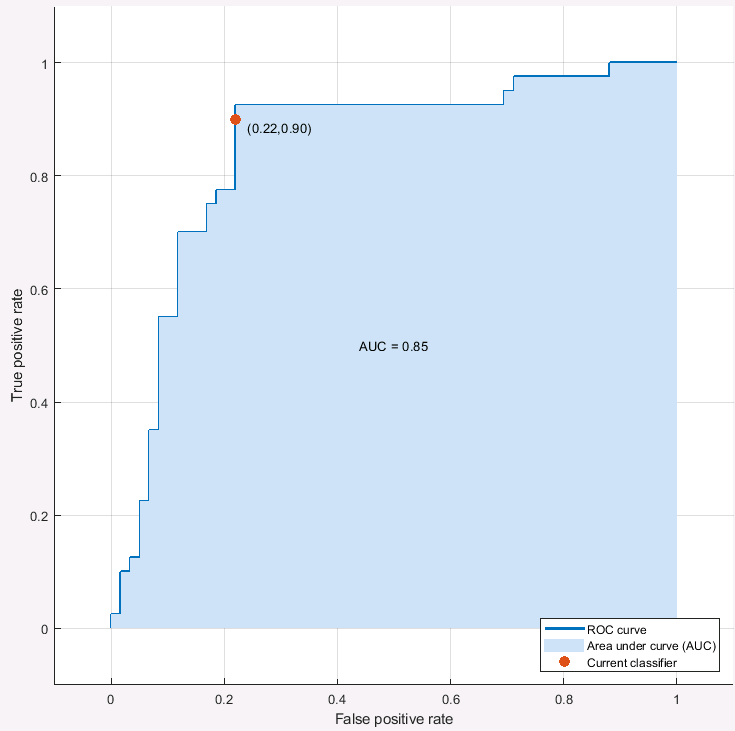 1
0.8
0.6
0.4
0.2
0
True positive rate
(0.22,0.90)
AUC = 0.85
ROC curve
Area under curve (AUC)
Current classifier
0 0.2 0.4 0.6 0.8 1
False positive rate